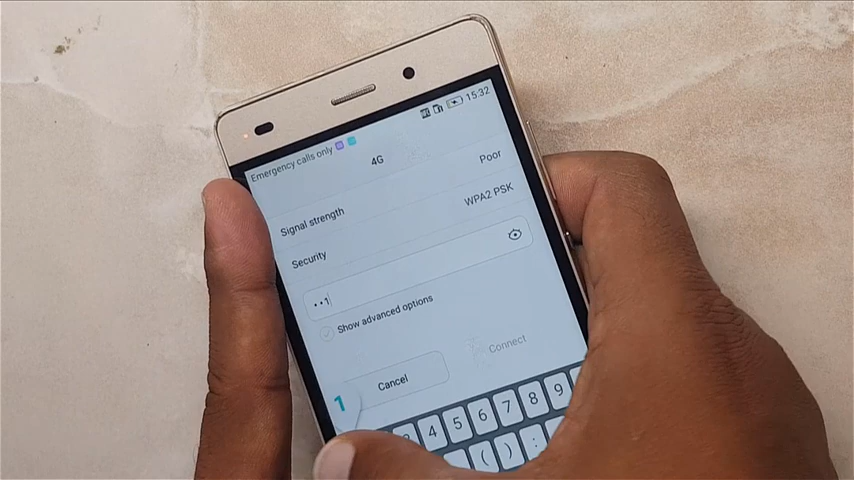 Emergency calls only 15:32
4G
Signal strength Poor
Security WPA2 PSK
••1
Show advanced options
Cancel Connect
1
3 4 5 6 7 8 9
( ) :